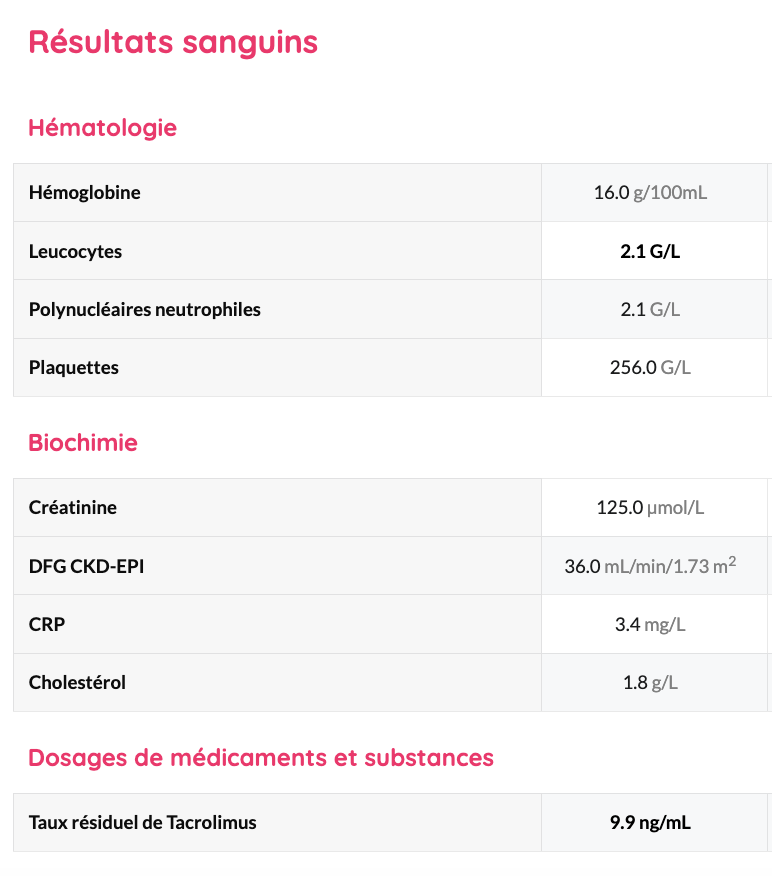 Résultats sanguins
Hématologie
Hémoglobine 16.0 g/100mL
Leucocytes 2.1 G/L
Polynucléaires neutrophiles 2.1 G/L
Plaquettes 256.0 G/L
Biochimie
Créatinine 125.0 µmol/L
DFG CKD-EPI 36.0 mL/min/1.73 m²
CRP 3.4 mg/L
Cholestérol 1.8 g/L
Dosages de médicaments et substances
Taux résiduel de Tacrolimus 9.9 ng/mL